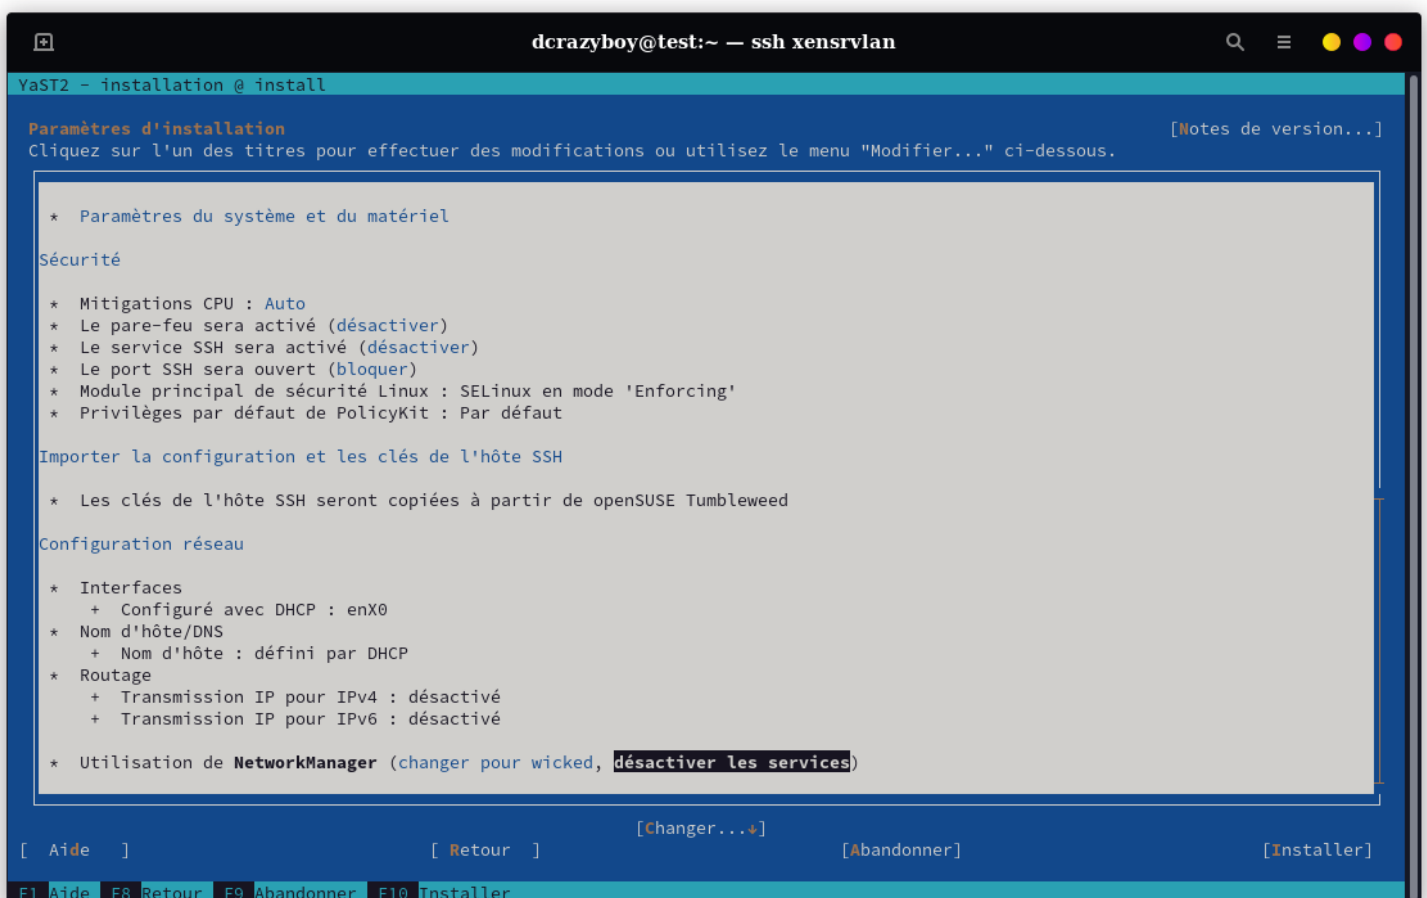 dcrazyboy@test:~ — ssh xensrvlan
YaST2 - installation @ install
Paramètres d'installation [Notes de version...]
Cliquez sur l'un des titres pour effectuer des modifications ou utilisez le menu "Modifier..." ci-dessous.
* Paramètres du système et du matériel
Sécurité
* Mitigations CPU : Auto
* Le pare-feu sera activé (désactiver)
* Le service SSH sera activé (désactiver)
* Le port SSH sera ouvert (bloquer)
* Module principal de sécurité Linux : SELinux en mode 'Enforcing'
* Privilèges par défaut de PolicyKit : Par défaut
Importer la configuration et les clés de l'hôte SSH
* Les clés de l'hôte SSH seront copiées à partir de openSUSE Tumbleweed
Configuration réseau
* Interfaces
+ Configuré avec DHCP : enX0
* Nom d'hôte/DNS
+ Nom d'hôte : défini par DHCP
* Routage
+ Transmission IP pour IPv4 : désactivé
+ Transmission IP pour IPv6 : désactivé
* Utilisation de NetworkManager (changer pour wicked, désactiver les services)
[Changer...↓]
[ Aide ] [ Retour ] [Abandonner] [Installer]
F1 Aide F8 Retour F9 Abandonner F10 Installer